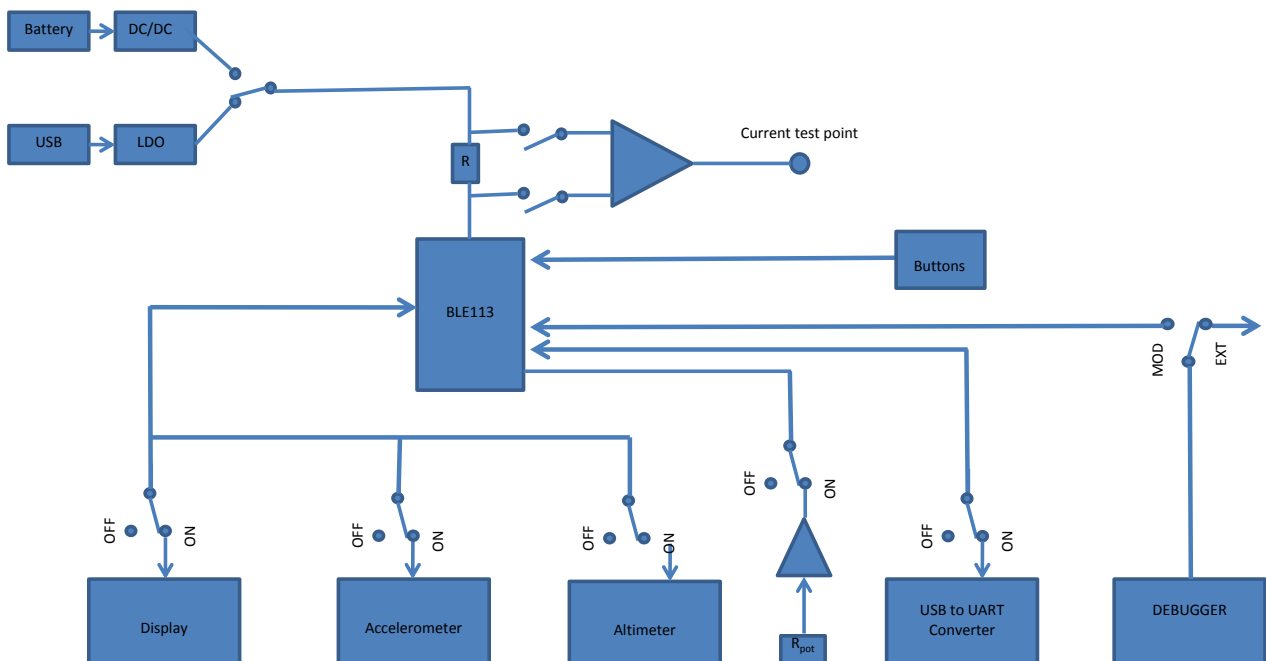 Battery
DC/DC
USB
LDO
R
Current test point
Buttons
BLE113
MOD
EXT
OFF
ON
OFF
ON
OFF
ON
OFF
ON
OFF
ON
Display
Accelerometer
Altimeter
Rpot
USB to UART
Converter
DEBUGGER